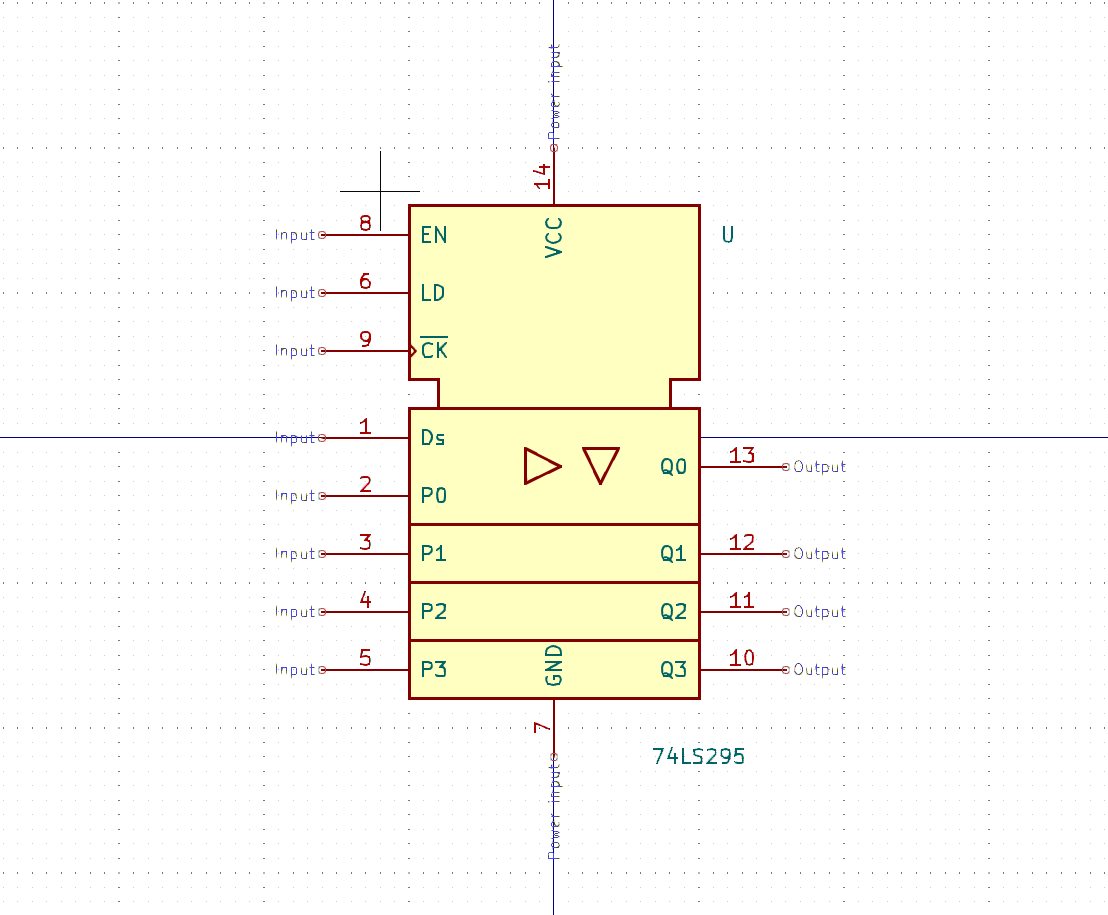 Power input
14
VCC
U
Input 8 EN
Input 6 LD
Input 9 CK
Input 1 Ds
Q0 13 Output
Input 2 P0
Input 3 P1 Q1 12 Output
Input 4 P2 Q2 11 Output
Input 5 P3 GND Q3 10 Output
7
74LS295
Power input